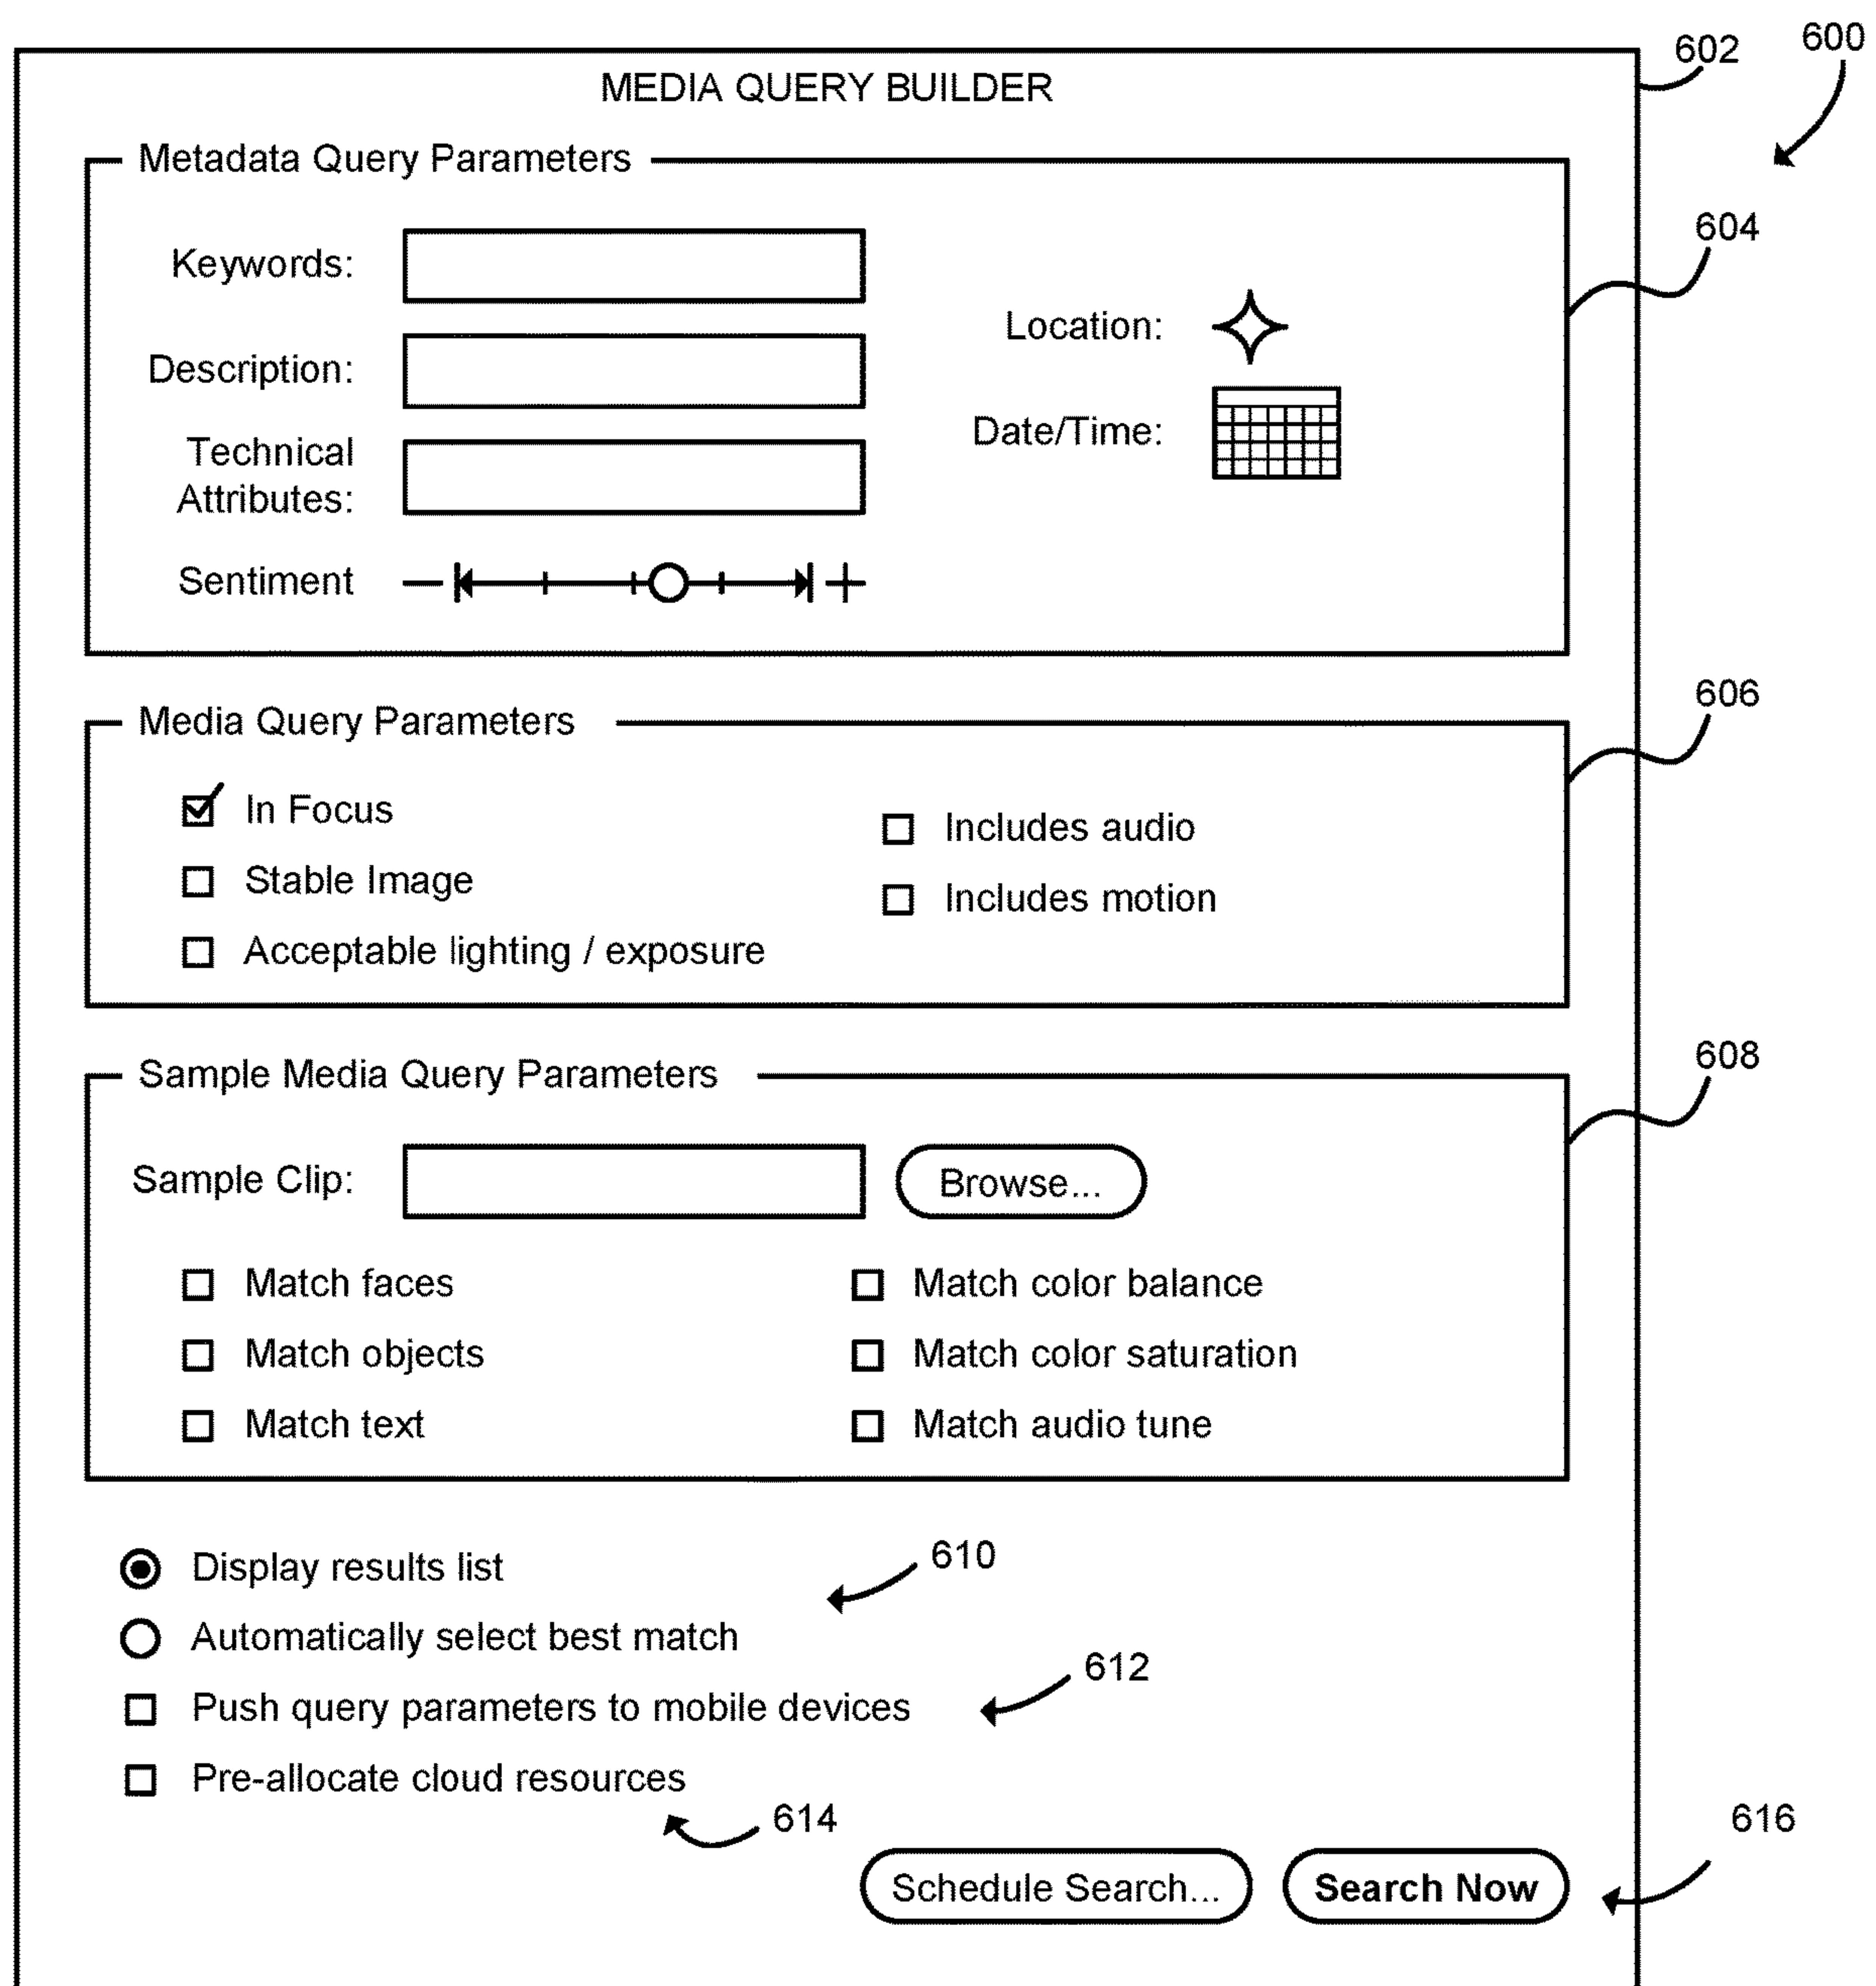 600
602
MEDIA QUERY BUILDER
Metadata Query Parameters
604
Keywords:
Location:
Description:
Date/Time:
Technical
Attributes:
Sentiment
606
Media Query Parameters
In Focus
Includes audio
Stable Image
Includes motion
Acceptable lighting / exposure
608
Sample Media Query Parameters
Sample Clip:
Browse...
Match faces
Match color balance
Match objects
Match color saturation
Match text
Match audio tune
Display results list
610
Automatically select best match
612
Push query parameters to mobile devices
Pre-allocate cloud resources
614
616
Schedule Search...
Search Now